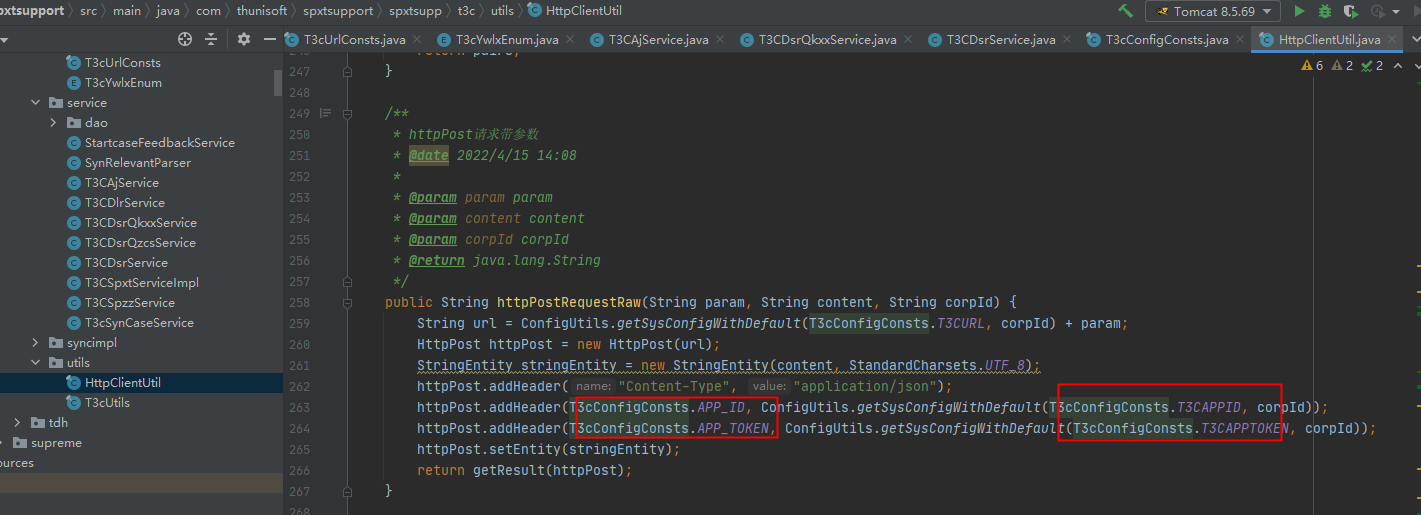 pxtsupport › src › main › java › com › thunisoft › spxtsupport › spxtsupp › t3c › utils › HttpClientUtil
Tomcat 8.5.69
T3cUrlConsts.java
T3cYwlxEnum.java
T3CAjService.java
T3CDsrQkxxService.java
T3CDsrService.java
T3cConfigConsts.java
HttpClientUtil.java
6 2 2
T3cUrlConsts
T3cYwlxEnum
service
dao
StartcaseFeedbackService
SynRelevantParser
T3CAjService
T3CDlrService
T3CDsrQkxxService
T3CDsrQzcsService
T3CDsrService
T3CSpxtServiceImpl
T3CSpzzService
T3cSynCaseService
syncimpl
utils
HttpClientUtil
T3cUtils
tdh
supreme
ources
247 }
248
249 /**
250 * httpPost请求带参数
251 * @date 2022/4/15 14:08
252 *
253 * @param param param
254 * @param content content
255 * @param corpId corpId
256 * @return java.lang.String
257 */
258 public String httpPostRequestRaw(String param, String content, String corpId) {
259 String url = ConfigUtils.getSysConfigWithDefault(T3cConfigConsts.T3CURL, corpId) + param;
260 HttpPost httpPost = new HttpPost(url);
261 StringEntity stringEntity = new StringEntity(content, StandardCharsets.UTF_8);
262 httpPost.addHeader( name: "Content-Type", value: "application/json");
263 httpPost.addHeader(T3cConfigConsts.APP_ID, ConfigUtils.getSysConfigWithDefault(T3cConfigConsts.T3CAPPID, corpId));
264 httpPost.addHeader(T3cConfigConsts.APP_TOKEN, ConfigUtils.getSysConfigWithDefault(T3cConfigConsts.T3CAPPTOKEN, corpId));
265 httpPost.setEntity(stringEntity);
266 return getResult(httpPost);
267 }
268